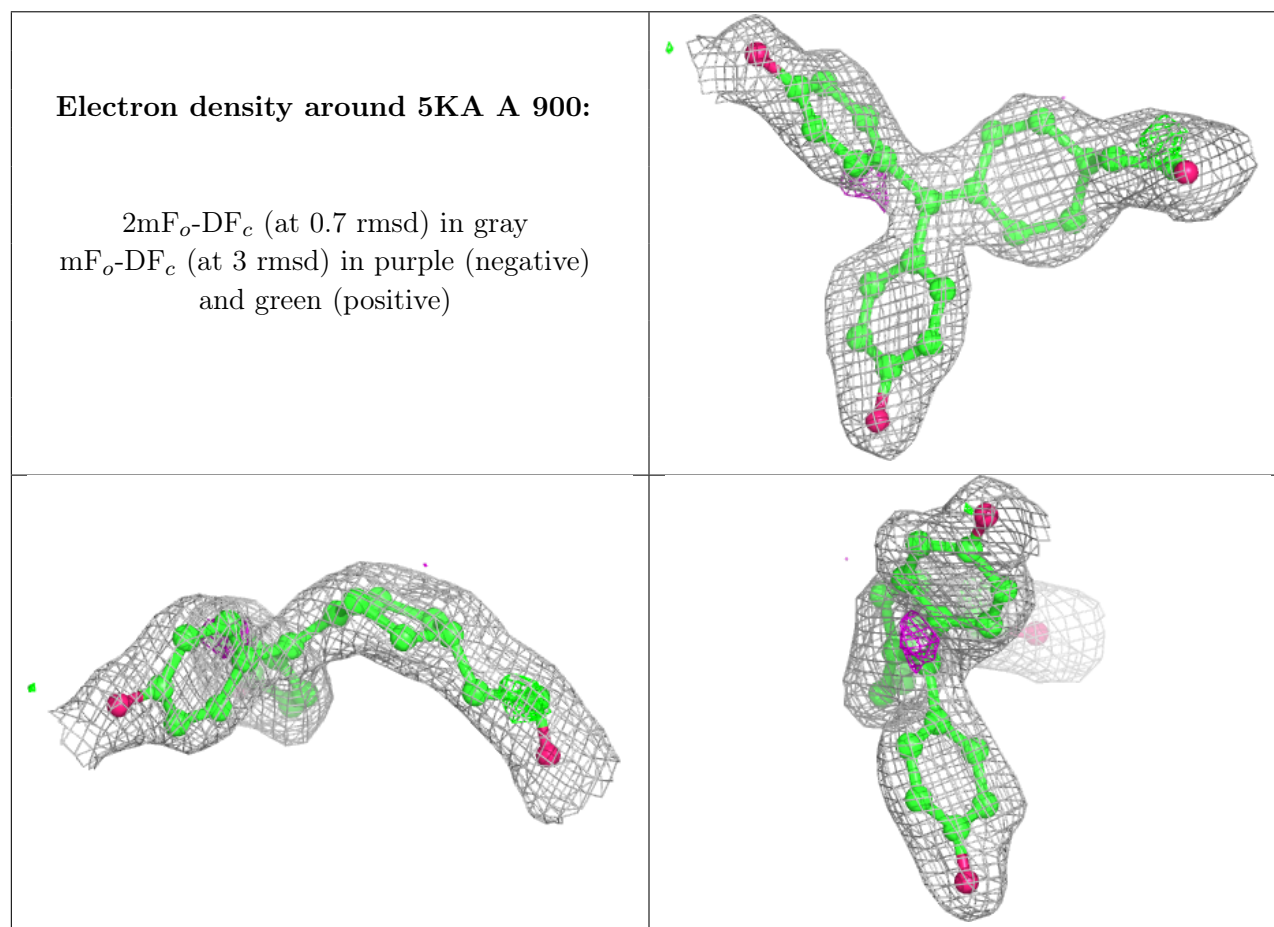 Electron density around 5KA A 900:
2mFₒ-DF𝒸 (at 0.7 rmsd) in gray
mFₒ-DF𝒸 (at 3 rmsd) in purple (negative)
and green (positive)